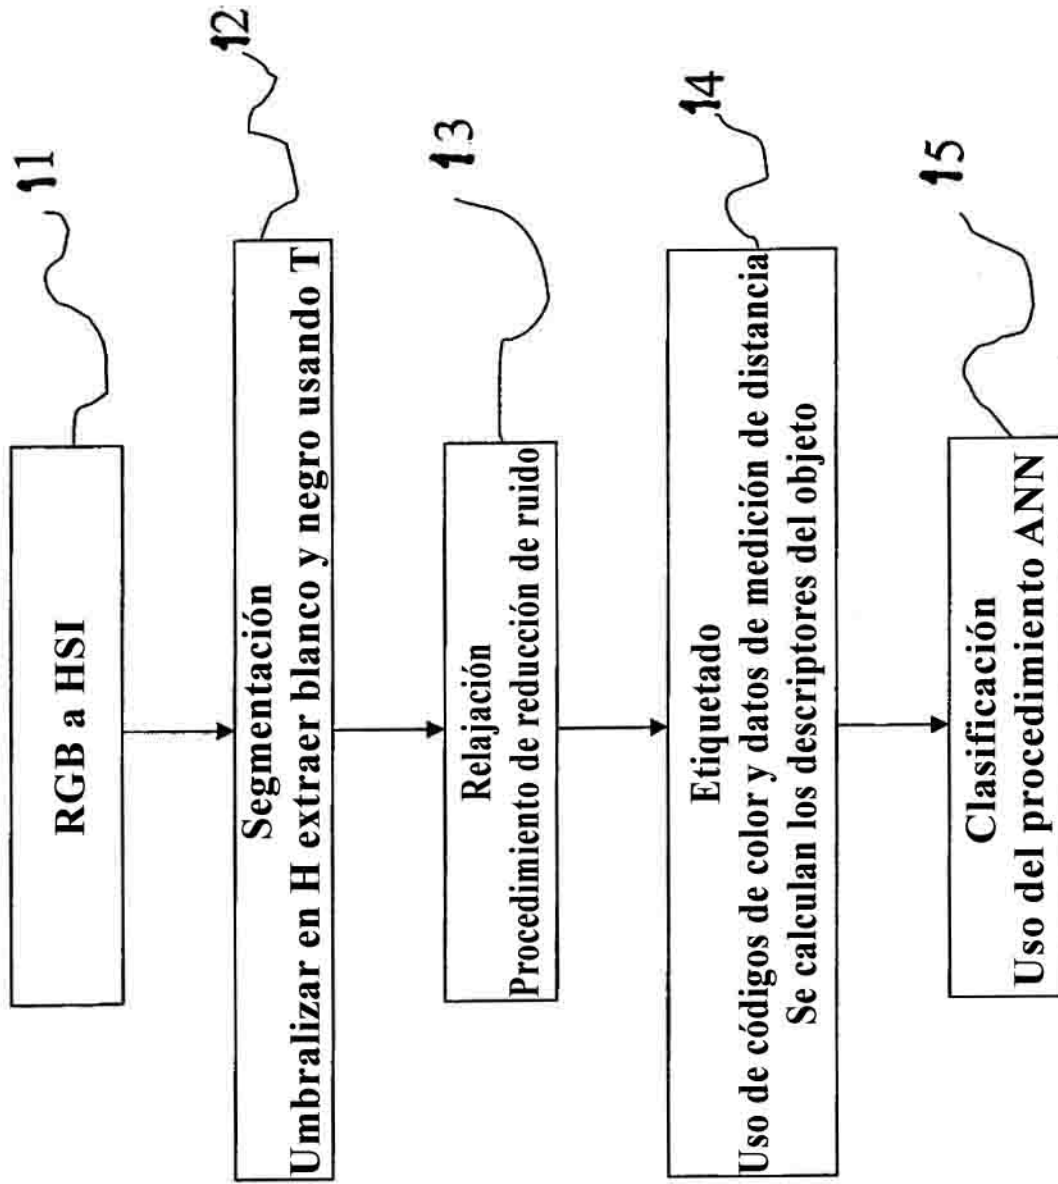 RGB a HSI
11
Segmentación
Umbralizar en H extraer blanco y negro usando T
12
Relajación
Procedimiento de reducción de ruido
13
Etiquetado
Uso de códigos de color y datos de medición de distancia
Se calculan los descriptores del objeto
14
Clasificación
Uso del procedimiento ANN
15